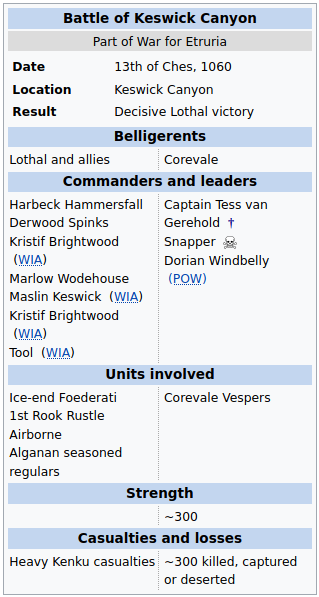 Battle of Keswick Canyon
Part of War for Etruria
Date 13th of Ches, 1060
Location Keswick Canyon
Result Decisive Lothal victory
Belligerents
Lothal and allies
Corevale
Commanders and leaders
Harbeck Hammersfall
Derwood Spinks
Kristif Brightwood
(WIA)
Marlow Wodehouse
Maslin Keswick (WIA)
Kristif Brightwood
(WIA)
Tool (WIA)
Captain Tess van
Gerehold †
Snapper ☠
Dorian Windbelly
(POW)
Units involved
Ice-end Foederati
1st Rook Rustle
Airborne
Alganan seasoned
regulars
Corevale Vespers
Strength
~300
Casualties and losses
Heavy Kenku casualties
~300 killed, captured
or deserted